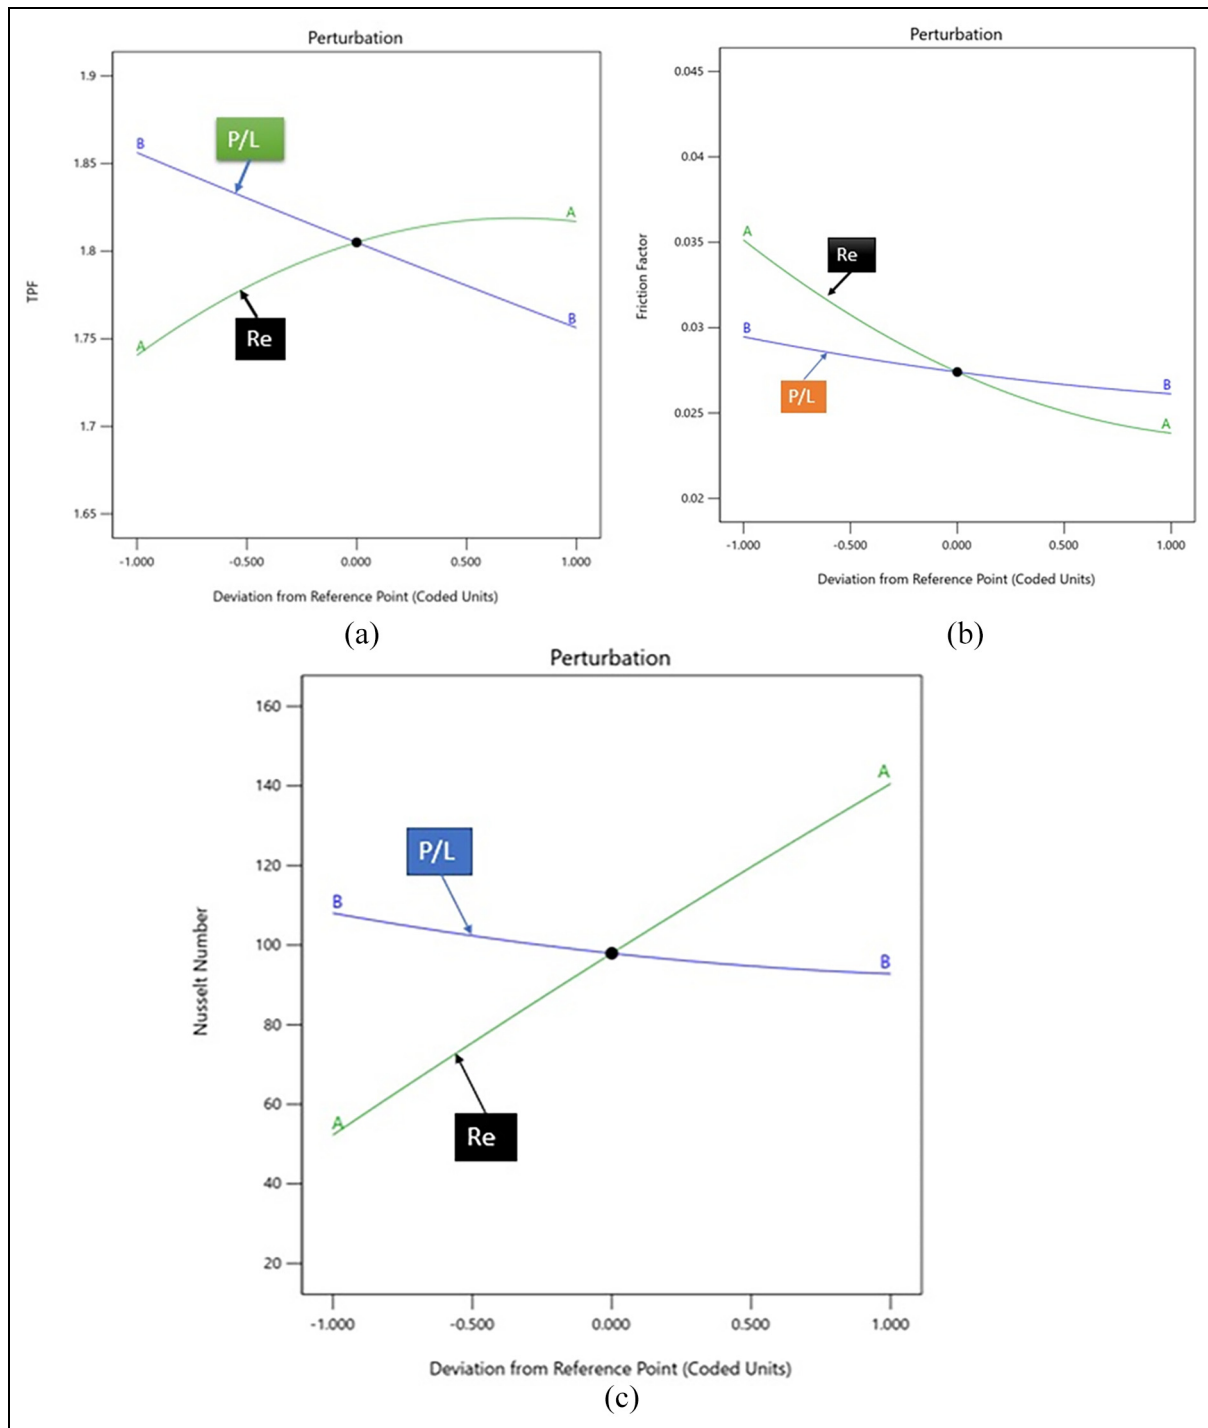 Perturbation
1.9
1.85
1.8
1.75
1.7
1.65
TPF
B
P/L
A
B
A
Re
-1.000
-0.500
0.000
0.500
1.000
Deviation from Reference Point (Coded Units)
(a)
Perturbation
0.045
0.04
0.035
0.03
0.025
0.02
Friction Factor
A
Re
B
P/L
B
A
-1.000
-0.500
0.000
0.500
1.000
Deviation from Reference Point (Coded Units)
(b)
Perturbation
160
140
120
100
80
60
40
20
Nusselt Number
A
P/L
B
B
A
Re
-1.000
-0.500
0.000
0.500
1.000
Deviation from Reference Point (Coded Units)
(c)